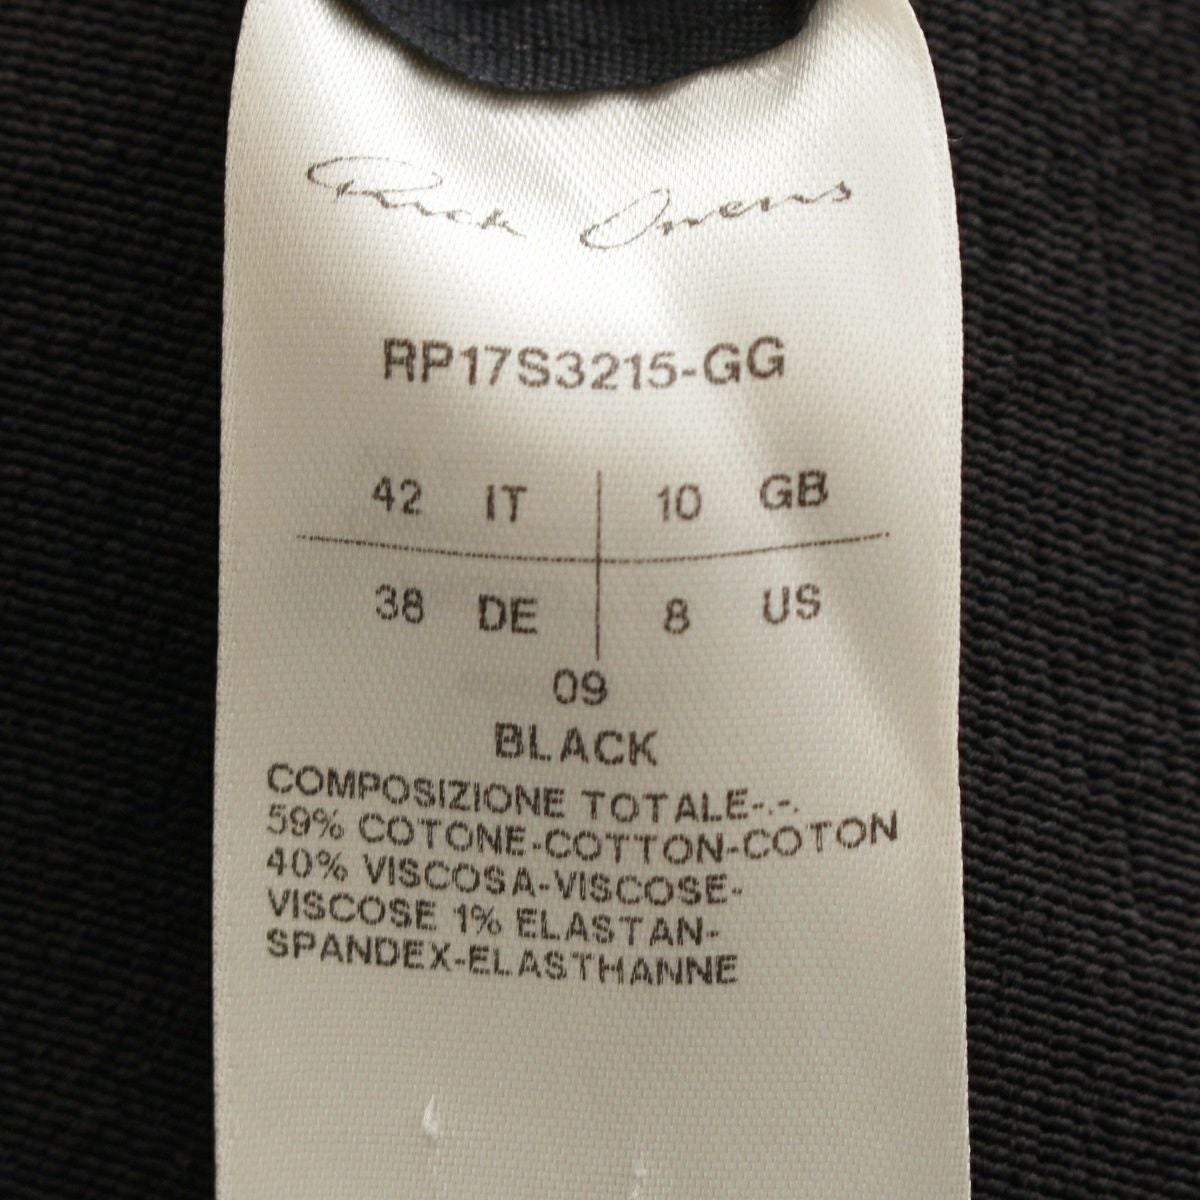 Rick Owens
RP17S3215-GG
42 IT 10 GB
38 DE 8 US
09
BLACK
COMPOSIZIONE TOTALE-.-.
59% COTONE-COTTON-COTON
40% VISCOSA-VISCOSE-
VISCOSE 1% ELASTAN-
SPANDEX-ELASTHANNE